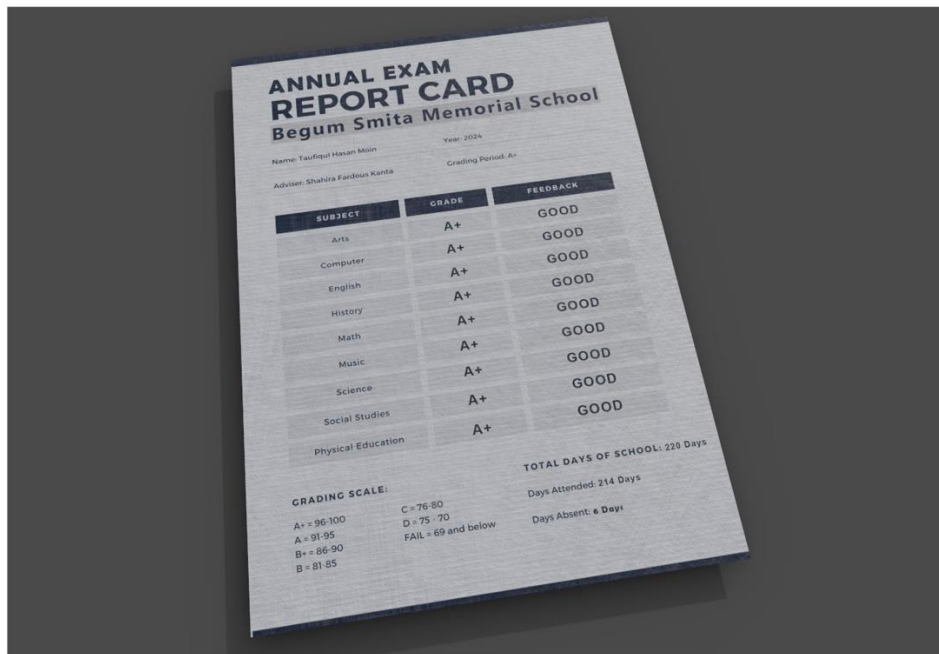 ANNUAL EXAM
REPORT CARD
Begum Smita Memorial School
Name: Taufiqul Hasan Moin Year: 2024
Adviser: Shahira Fardous Kanta Grading Period: A+
SUBJECT GRADE FEEDBACK
Arts A+ GOOD
Computer A+ GOOD
English A+ GOOD
History A+ GOOD
Math A+ GOOD
Music A+ GOOD
Science A+ GOOD
Social Studies A+ GOOD
Physical Education A+ GOOD
GRADING SCALE:
A+ = 96-100
A = 91-95
B+ = 86-90
B = 81-85
C = 76-80
D = 75 - 70
FAIL = 69 and below
TOTAL DAYS OF SCHOOL: 220 Days
Days Attended: 214 Days
Days Absent: 6 Days